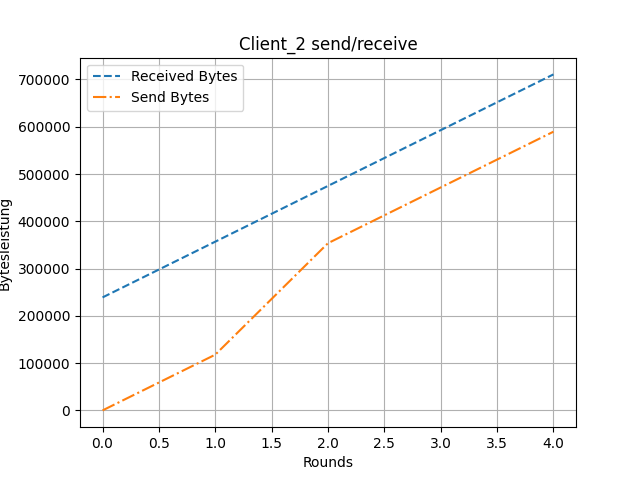 Client_2 send/receive
Received Bytes
Send Bytes
700000
600000
500000
400000
300000
200000
100000
0
Bytesleistung
0.0 0.5 1.0 1.5 2.0 2.5 3.0 3.5 4.0
Rounds